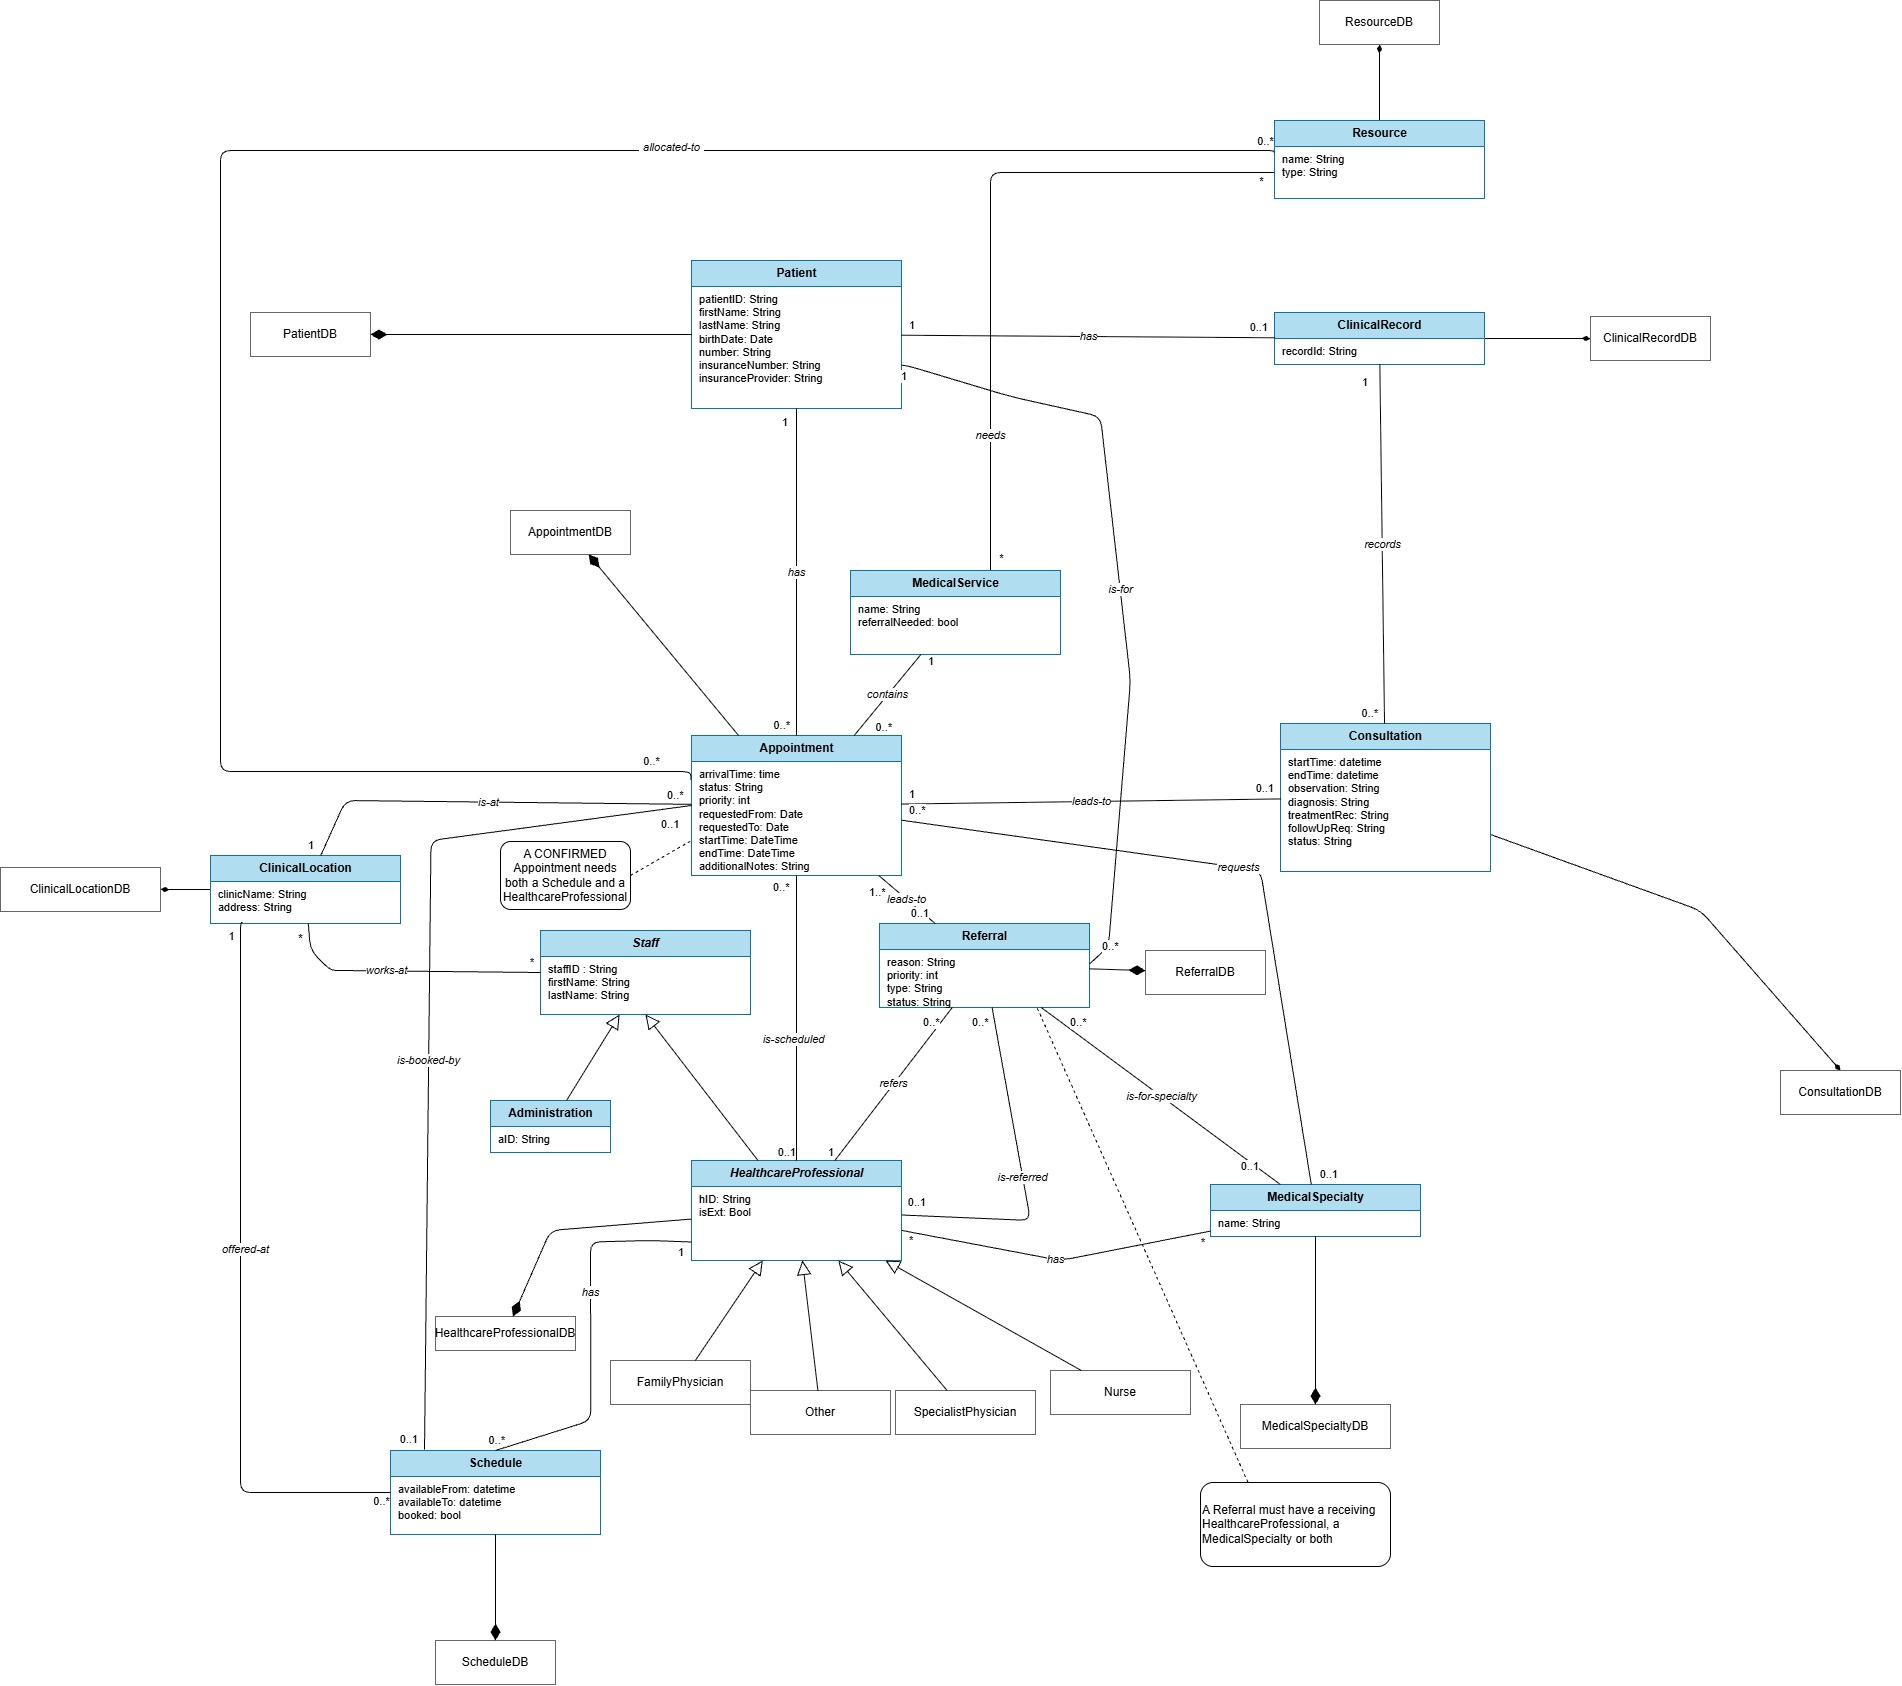 ResourceDB
Resource
name: String
type: String
0..*
*
allocated-to
Patient
patientID: String
firstName: String
lastName: String
birthDate: Date
number: String
insuranceNumber: String
insuranceProvider: String
PatientDB
1
has
0..1
ClinicalRecord
recordId: String
ClinicalRecordDB
1
1
1
needs
AppointmentDB
has
records
is-for
*
MedicalService
name: String
referralNeeded: bool
1
contains
0..*
0..*
0..*
Appointment
arrivalTime: time
status: String
priority: int
requestedFrom: Date
requestedTo: Date
startTime: DateTime
endTime: DateTime
additionalNotes: String
0..*
0..*
0..1
is-at
1
leads-to
0..1
0..*
Consultation
startTime: datetime
endTime: datetime
observation: String
diagnosis: String
treatmentRec: String
followUpReq: String
status: String
A CONFIRMED
Appointment needs
both a Schedule and a
HealthcareProfessional
1
ClinicalLocation
clinicName: String
address: String
ClinicalLocationDB
requests
0..*
1..*
leads-to
0..1
1
*
works-at
*
Staff
staffID : String
firstName: String
lastName: String
Referral
reason: String
priority: int
type: String
status: String
0..*
ReferralDB
0..*
0..*
0..*
is-scheduled
is-booked-by
refers
is-for-specialty
ConsultationDB
Administration
aID: String
0..1
1
HealthcareProfessional
hID: String
isExt: Bool
is-referred
0..1
0..1
0..1
MedicalSpecialty
name: String
*
has
*
1
offered-at
has
HealthcareProfessionalDB
FamilyPhysician
Other
SpecialistPhysician
Nurse
MedicalSpecialtyDB
0..1
0..*
Schedule
availableFrom: datetime
availableTo: datetime
booked: bool
0..*
A Referral must have a receiving
HealthcareProfessional, a
MedicalSpecialty or both
ScheduleDB